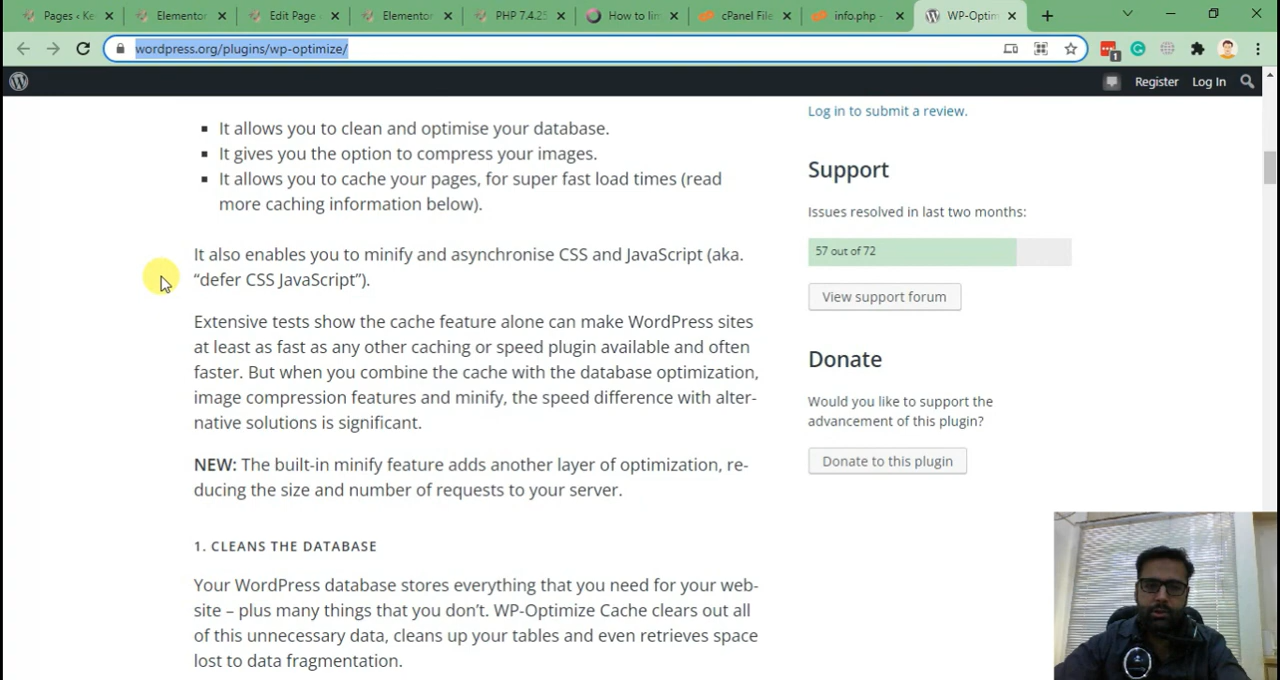 Pages ‹ Ke
Elementor
Edit Page
Elementor
PHP 7.4.25
How to lim
cPanel File
info.php -
WP-Optim
wordpress.org/plugins/wp-optimize/
1
Register
Log In
It allows you to clean and optimise your database.
It gives you the option to compress your images.
It allows you to cache your pages, for super fast load times (read
more caching information below).
It also enables you to minify and asynchronise CSS and JavaScript (aka.
“defer CSS JavaScript”).
Extensive tests show the cache feature alone can make WordPress sites
at least as fast as any other caching or speed plugin available and often
faster. But when you combine the cache with the database optimization,
image compression features and minify, the speed difference with alter-
native solutions is significant.
NEW: The built-in minify feature adds another layer of optimization, re-
ducing the size and number of requests to your server.
1. CLEANS THE DATABASE
Your WordPress database stores everything that you need for your web-
site – plus many things that you don’t. WP-Optimize Cache clears out all
of this unnecessary data, cleans up your tables and even retrieves space
lost to data fragmentation.
Log in to submit a review.
Support
Issues resolved in last two months:
57 out of 72
View support forum
Donate
Would you like to support the
advancement of this plugin?
Donate to this plugin